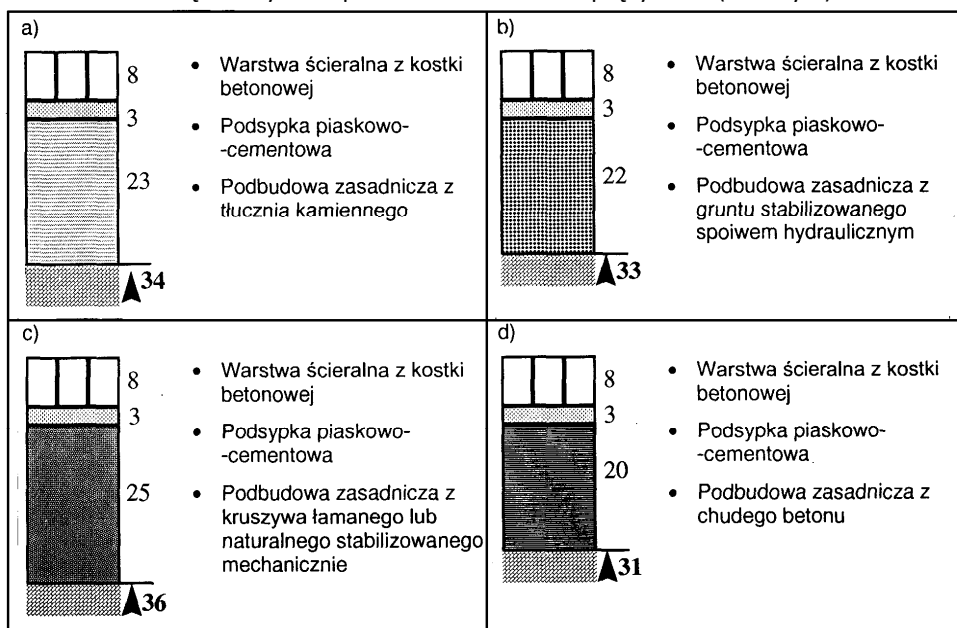 a)
8
3
23
34
• Warstwa ścieralna z kostki
betonowej
• Podsypka piaskowo-
-cementowa
• Podbudowa zasadnicza z
tłucznia kamiennego
b)
8
3
22
33
• Warstwa ścieralna z kostki
betonowej
• Podsypka piaskowo-
-cementowa
• Podbudowa zasadnicza z
gruntu stabilizowanego
spoiwem hydraulicznym
c)
8
3
25
36
• Warstwa ścieralna z kostki
betonowej
• Podsypka piaskowo-
-cementowa
• Podbudowa zasadnicza z
kruszywa łamanego lub
naturalnego stabilizowanego
mechanicznie
d)
8
3
20
31
• Warstwa ścieralna z kostki
betonowej
• Podsypka piaskowo-
-cementowa
• Podbudowa zasadnicza z
chudego betonu